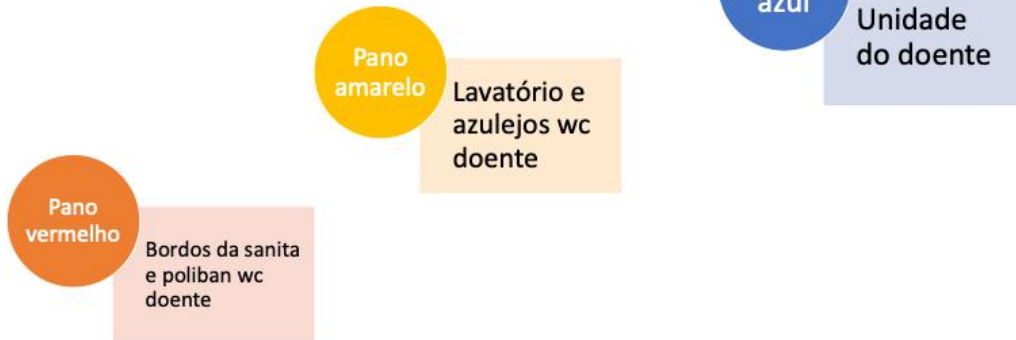 azul
Unidade
do doente
Pano
amarelo
Lavatório e
azulejos wc
doente
Pano
vermelho
Bordos da sanita
e poliban wc
doente